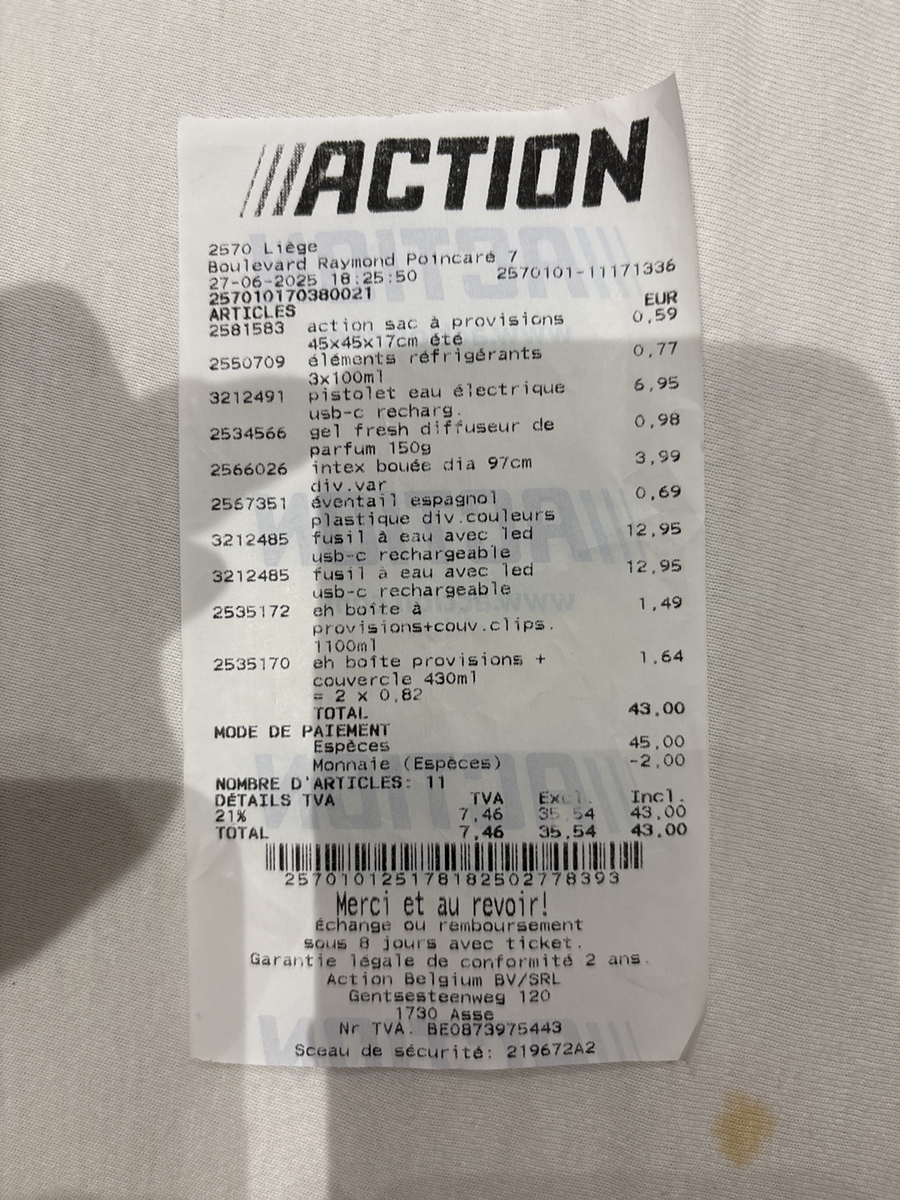 ACTION
2570 Liège
Boulevard Raymond Poincaré 7
27-06-2025 18:25:50 2570101-11171336
257010170380021
ARTICLES EUR
2581583 action sac à provisions 0,59
45x45x17cm été
2550709 éléments réfrigérants 0,77
3x100ml
3212491 pistolet eau électrique 6,95
usb-c recharg.
2534566 gel fresh diffuseur de 0,98
parfum 150g
2566026 intex bouée dia 97cm 3,99
div.var
2567351 éventail espagnol 0,69
plastique div.couleurs
3212485 fusil à eau avec led 12,95
usb-c rechargeable
3212485 fusil à eau avec led 12,95
usb-c rechargeable
2535172 eh boîte à 1,49
provisions+couv.clips.
1100ml
2535170 eh boîte provisions + 1,64
couvercle 430ml
= 2 x 0,82
TOTAL 43,00
MODE DE PAIEMENT
Espèces 45,00
Monnaie (Espèces) -2,00
NOMBRE D'ARTICLES: 11
DÉTAILS TVA TVA Excl. Incl.
21% 7,46 35,54 43,00
TOTAL 7,46 35,54 43,00
257010125178182502778393
Merci et au revoir!
Échange ou remboursement
sous 8 jours avec ticket.
Garantie légale de conformité 2 ans.
Action Belgium BV/SRL
Gentsesteenweg 120
1730 Asse
Nr TVA. BE0873975443
Sceau de sécurité: 219672A2